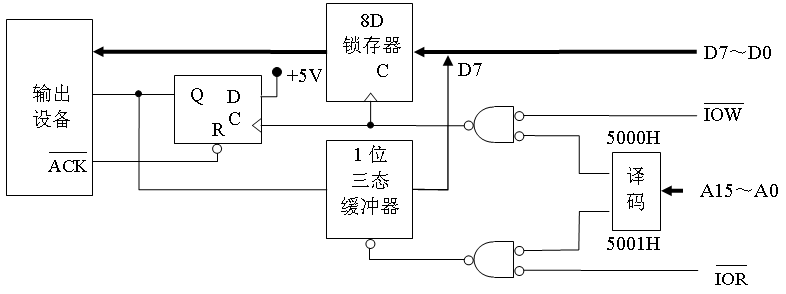 8D
锁存器
C
D7～D0
D7
+5V
输出
设备
Q
D
C
R
ACK
IOW
5000H
1位
三态
缓冲器
译
码
A15～A0
5001H
IOR